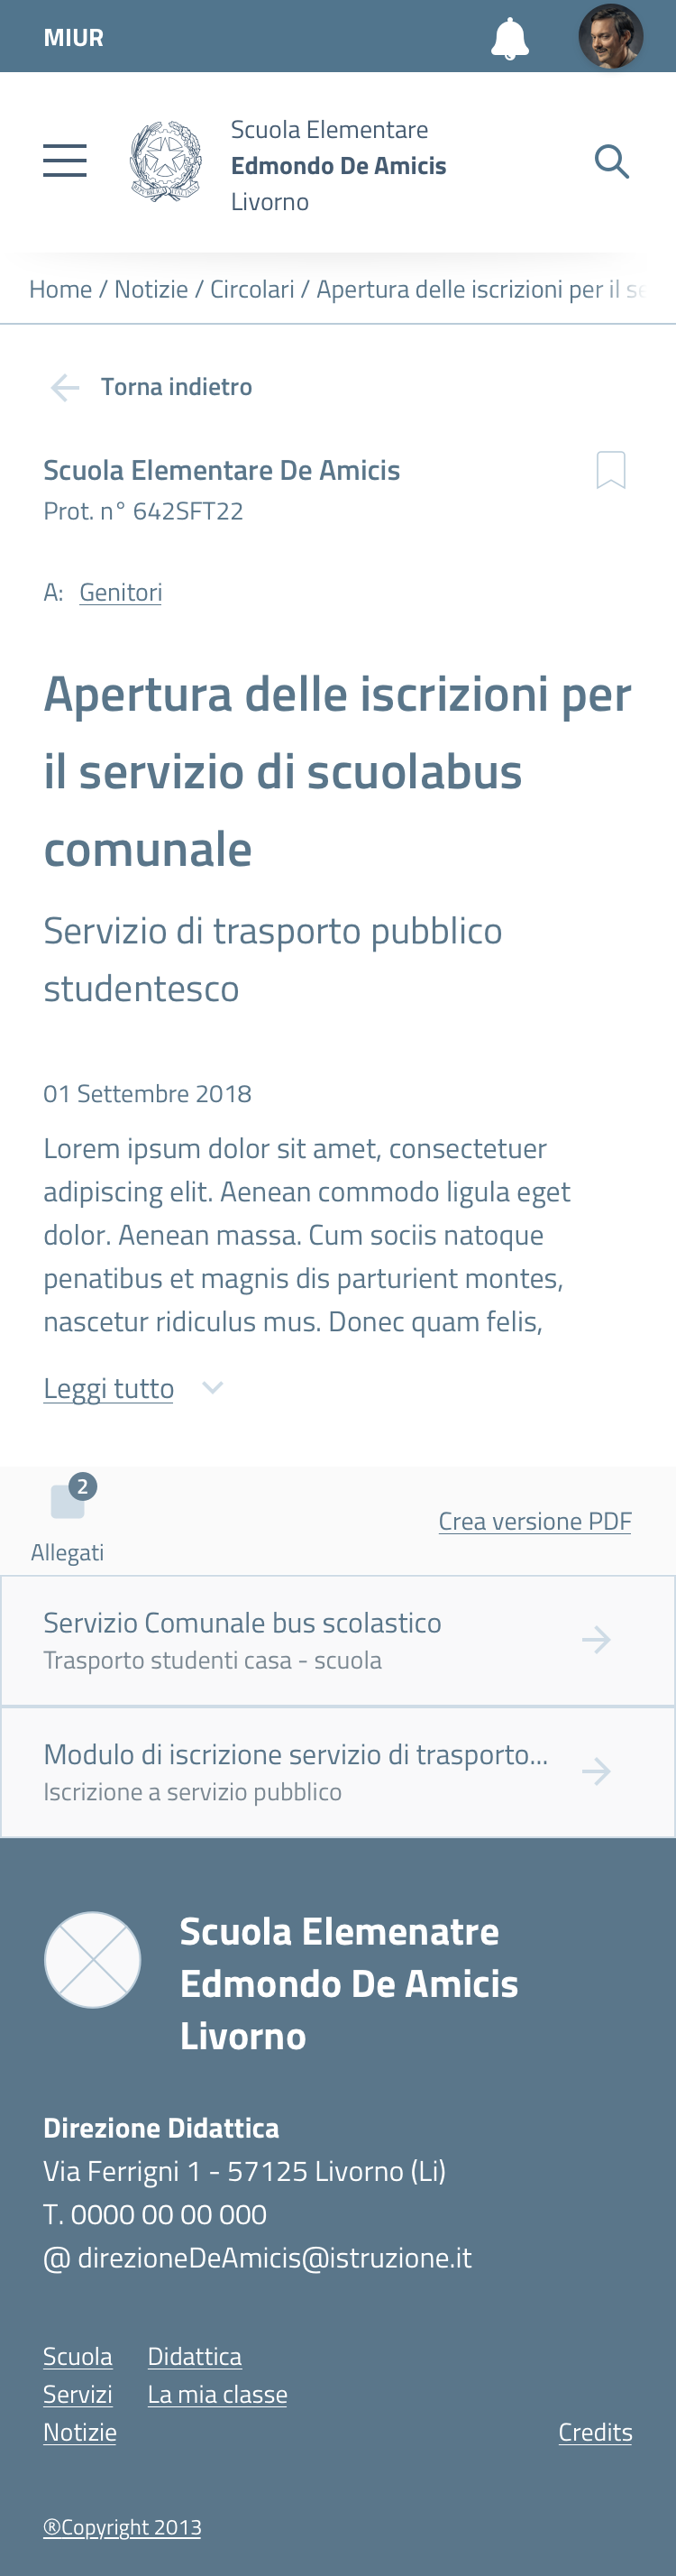 MIUR
Scuola Elementare
Edmondo De Amicis
Livorno
Home / Notizie / Circolari / Apertura delle iscrizioni per il se
Torna indietro
Scuola Elementare De Amicis
Prot. n° 642SFT22
A: Genitori
Apertura delle iscrizioni per
il servizio di scuolabus
comunale
Servizio di trasporto pubblico
studentesco
01 Settembre 2018
Lorem ipsum dolor sit amet, consectetuer
adipiscing elit. Aenean commodo ligula eget
dolor. Aenean massa. Cum sociis natoque
penatibus et magnis dis parturient montes,
nascetur ridiculus mus. Donec quam felis,
Leggi tutto
2
Allegati
Crea versione PDF
Servizio Comunale bus scolastico
Trasporto studenti casa - scuola
Modulo di iscrizione servizio di trasporto...
Iscrizione a servizio pubblico
Scuola Elemenatre
Edmondo De Amicis
Livorno
Direzione Didattica
Via Ferrigni 1 - 57125 Livorno (Li)
T. 0000 00 00 000
@ direzioneDeAmicis@istruzione.it
Scuola Didattica
Servizi La mia classe
Notizie Credits
®Copyright 2013